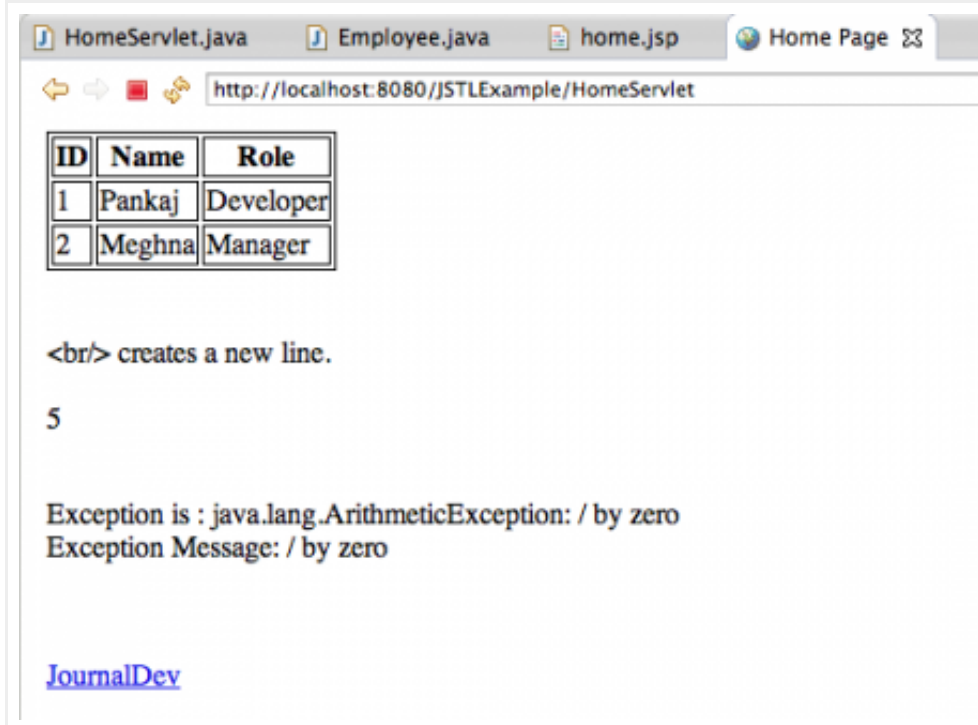 HomeServlet.java Employee.java home.jsp Home Page
http://localhost:8080/JSTLExample/HomeServlet
ID Name Role
1 Pankaj Developer
2 Meghna Manager
<br/> creates a new line.
5
Exception is : java.lang.ArithmeticException: / by zero
Exception Message: / by zero
JournalDev